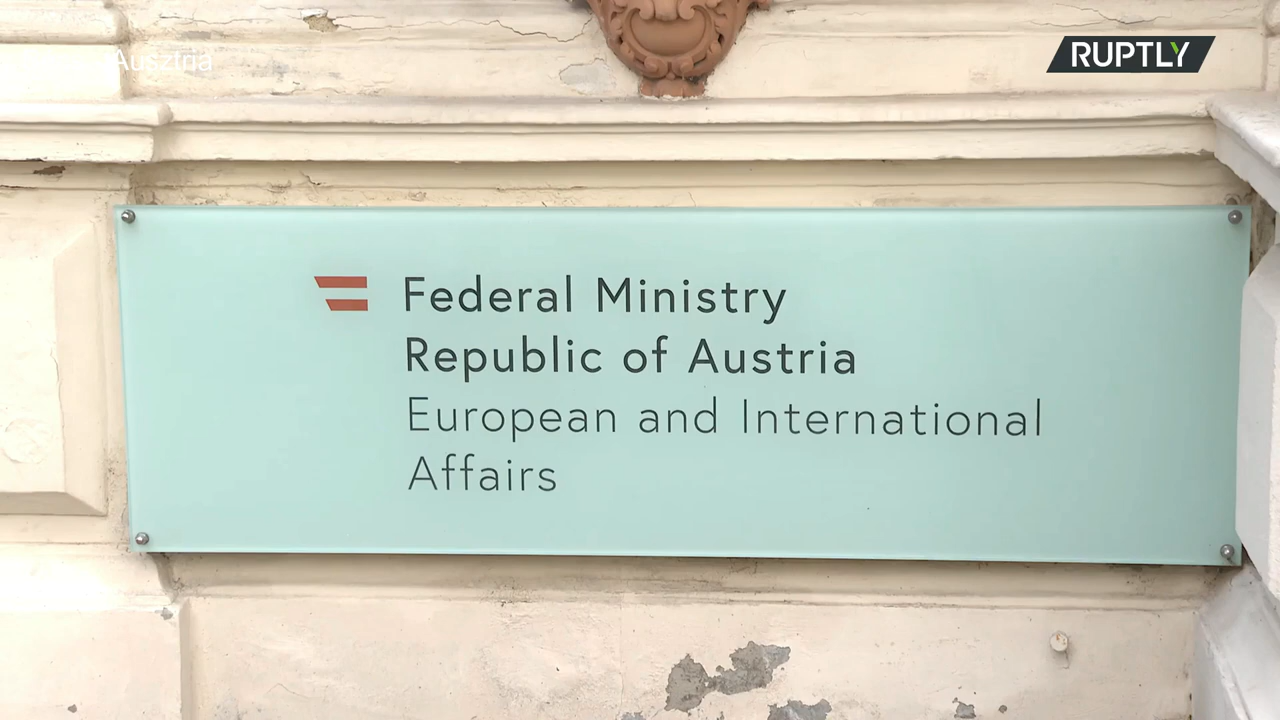 Ausztria
RUPTLY
Federal Ministry
Republic of Austria
European and International
Affairs